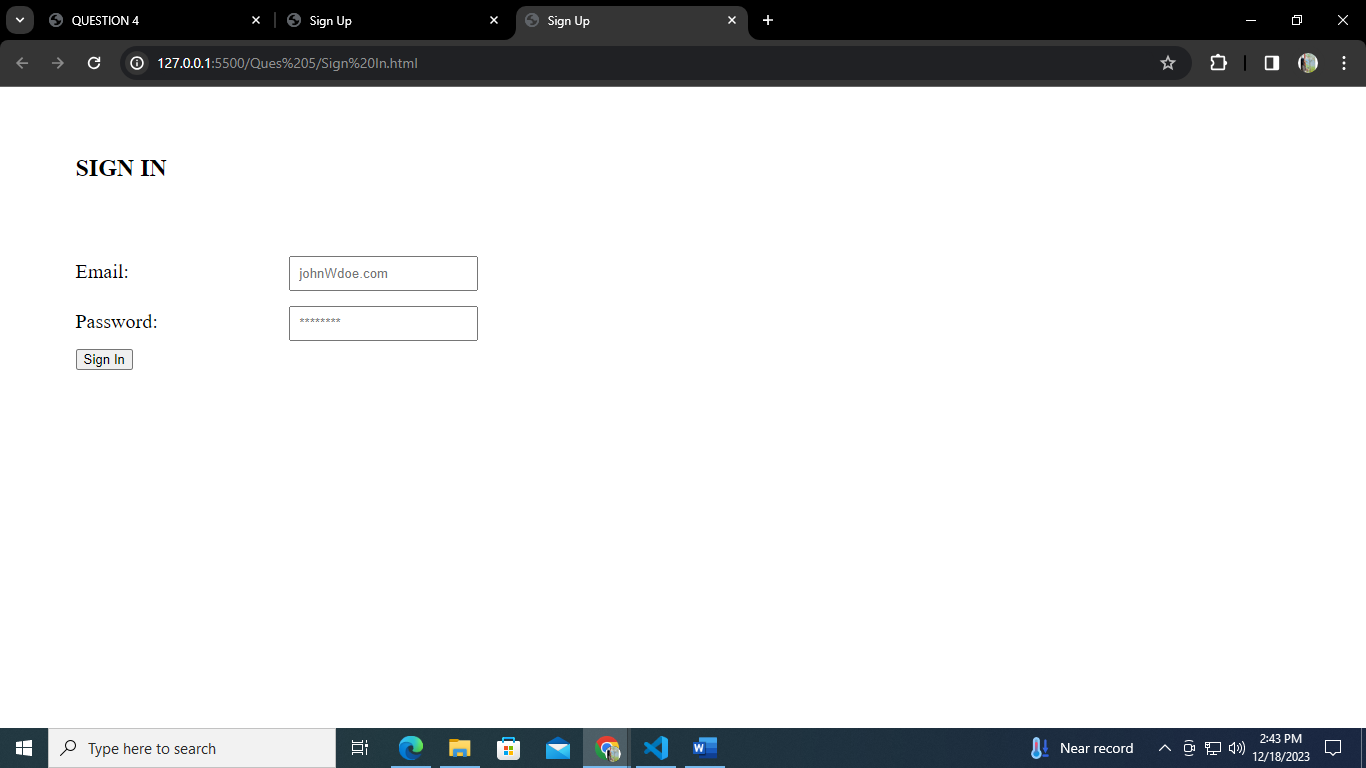 QUESTION 4
Sign Up
Sign Up
127.0.0.1:5500/Ques%205/Sign%20In.html
SIGN IN
Email:
johnWdoe.com
Password:
********
Sign In
Type here to search
Near record
2:43 PM
12/18/2023